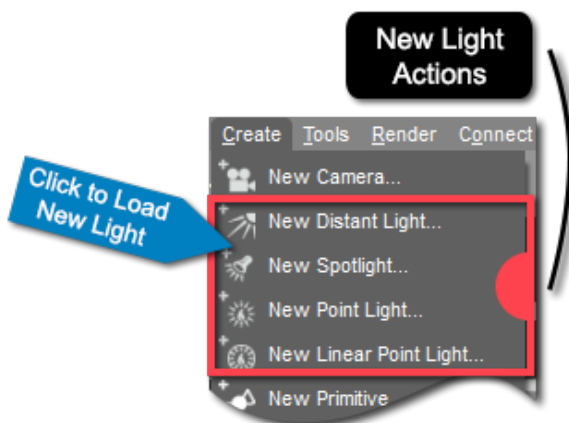 New Light
Actions
Create Tools Render Connect
New Camera...
Click to Load
New Light
New Distant Light...
New Spotlight...
New Point Light...
New Linear Point Light...
New Primitive